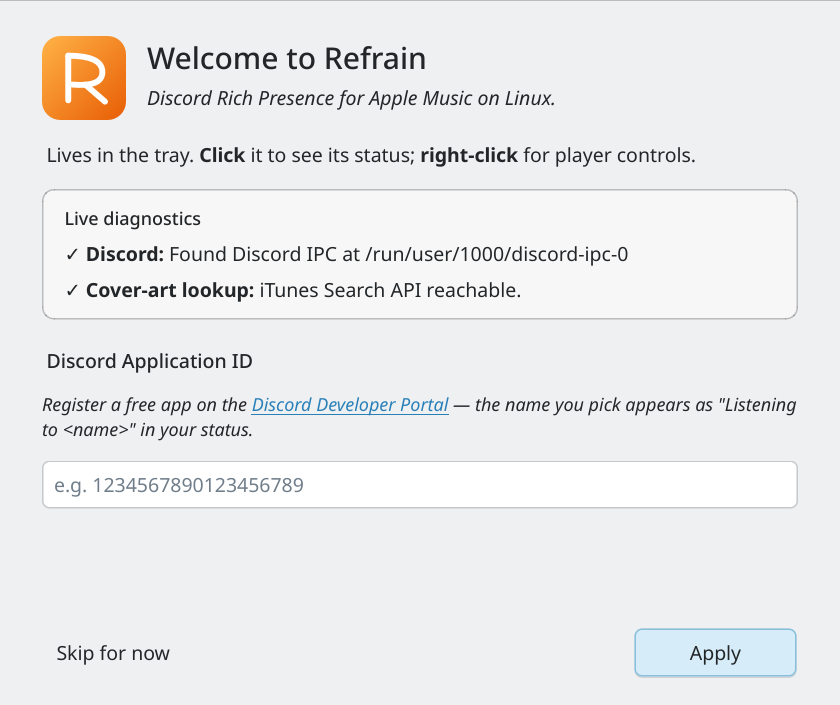 R
Welcome to Refrain
Discord Rich Presence for Apple Music on Linux.
Lives in the tray. Click it to see its status; right-click for player controls.
Live diagnostics
✓ Discord: Found Discord IPC at /run/user/1000/discord-ipc-0
✓ Cover-art lookup: iTunes Search API reachable.
Discord Application ID
Register a free app on the Discord Developer Portal — the name you pick appears as "Listening
to <name>" in your status.
e.g. 1234567890123456789
Skip for now
Apply